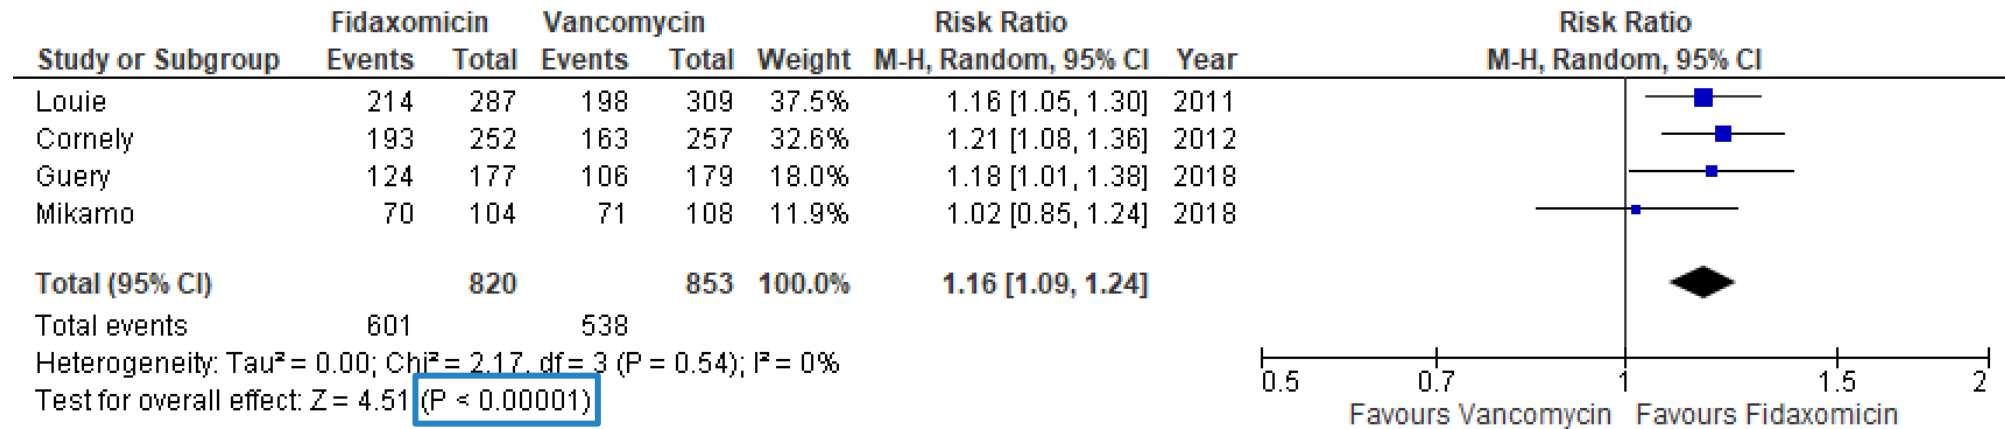 Fidaxomicin Vancomycin Risk Ratio Risk Ratio
Study or Subgroup Events Total Events Total Weight M-H, Random, 95% CI Year M-H, Random, 95% CI
Louie 214 287 198 309 37.5% 1.16 [1.05, 1.30] 2011
Cornely 193 252 163 257 32.6% 1.21 [1.08, 1.36] 2012
Guery 124 177 106 179 18.0% 1.18 [1.01, 1.38] 2018
Mikamo 70 104 71 108 11.9% 1.02 [0.85, 1.24] 2018
Total (95% CI) 820 853 100.0% 1.16 [1.09, 1.24]
Total events 601 538
Heterogeneity: Tau² = 0.00; Chi² = 2.17, df = 3 (P = 0.54); I² = 0%
Test for overall effect: Z = 4.51 (P < 0.00001)
0.5 0.7 1 1.5 2
Favours Vancomycin Favours Fidaxomicin